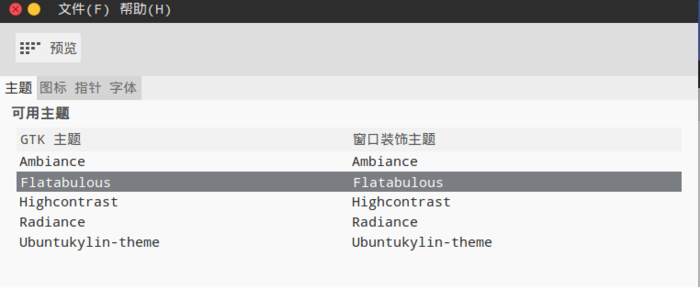 文件(F) 帮助(H)
预览
主题 图标 指针 字体
可用主题
GTK 主题 窗口装饰主题
Ambiance Ambiance
Flatabulous Flatabulous
Highcontrast Highcontrast
Radiance Radiance
Ubuntukylin-theme Ubuntukylin-theme